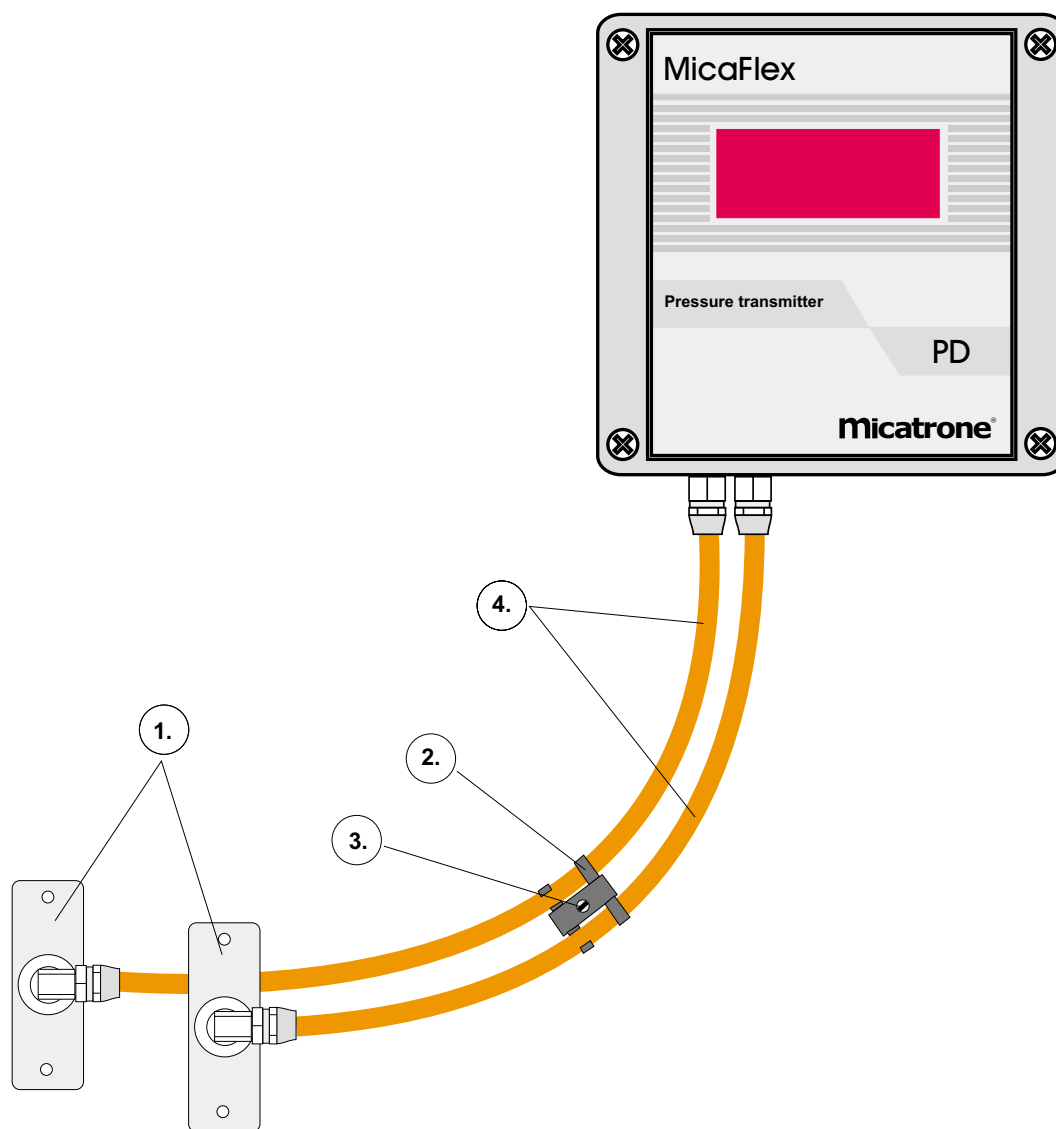 MicaFlex
Pressure transmitter
PD
micatrone®
4.
1.
2.
3.